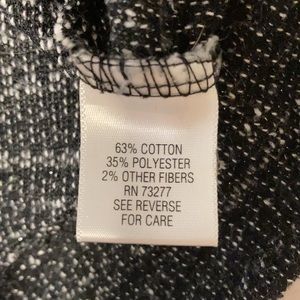 63% COTTON
35% POLYESTER
2% OTHER FIBERS
RN 73277
SEE REVERSE
FOR CARE